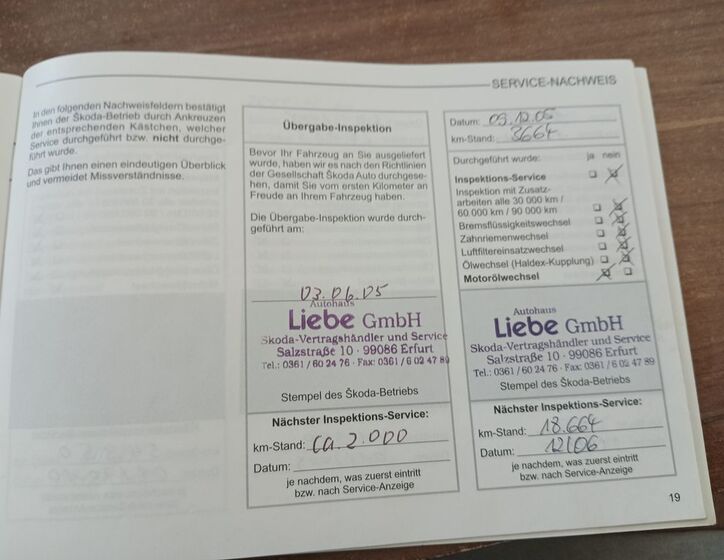 SERVICE-NACHWEIS
In den folgenden Nachweisfeldern bestätigt
Ihnen der Škoda-Betrieb durch Ankreuzen
der entsprechenden Kästchen, welcher
Service durchgeführt bzw. nicht durchge-
führt wurde.
Das gibt Ihnen einen eindeutigen Überblick
und vermeidet Missverständnisse.
Übergabe-Inspektion
Bevor Ihr Fahrzeug an Sie ausgeliefert
wurde, haben wir es nach den Richtlinien
der Gesellschaft Škoda Auto durchgese-
hen, damit Sie vom ersten Kilometer an
Freude an Ihrem Fahrzeug haben.
Die Übergabe-Inspektion wurde durch-
geführt am:
03.06.05
Autohaus
Liebe GmbH
Skoda-Vertragshändler und Service
Salzstraße 10 · 99086 Erfurt
Tel.: 0361 / 60 24 76 · Fax: 0361 / 6 02 47 89
Stempel des Škoda-Betriebs
Nächster Inspektions-Service:
km-Stand: ca. 2.000
Datum:
je nachdem, was zuerst eintritt
bzw. nach Service-Anzeige
Datum: 03.12.05
km-Stand: 3664
Durchgeführt wurde: ja nein
Inspektions-Service
Inspektion mit Zusatz-
arbeiten alle 30 000 km /
60 000 km / 90 000 km
Bremsflüssigkeitswechsel
Zahnriemenwechsel
Luftfiltereinsatzwechsel
Ölwechsel (Haldex-Kupplung)
Motorölwechsel
Autohaus
Liebe GmbH
Skoda-Vertragshändler und Service
Salzstraße 10 · 99086 Erfurt
Tel.: 0361 / 60 24 76 · Fax: 0361 / 6 02 47 89
Stempel des Škoda-Betriebs
Nächster Inspektions-Service:
km-Stand: 18.664
Datum: 12/06
je nachdem, was zuerst eintritt
bzw. nach Service-Anzeige
19